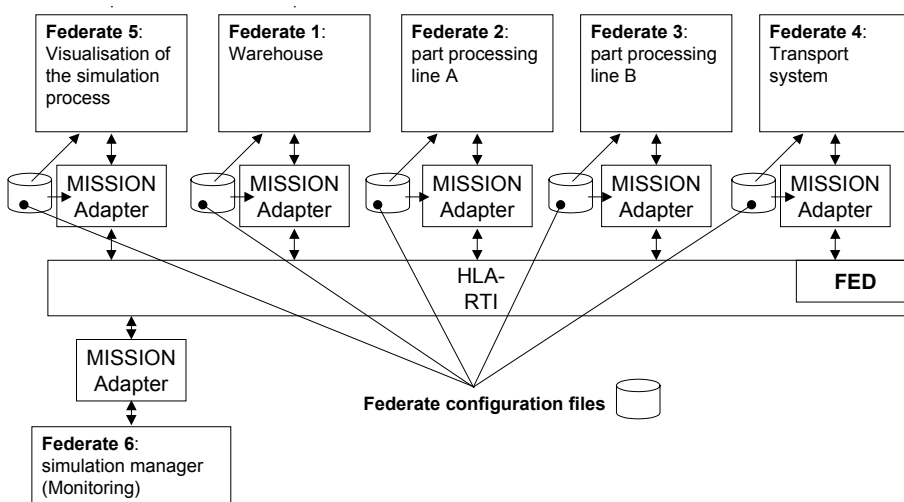 Federate 5:
Visualisation of
the simulation
process
Federate 1:
Warehouse
Federate 2:
part processing
line A
Federate 3:
part processing
line B
Federate 4:
Transport
system
MISSION
Adapter
MISSION
Adapter
MISSION
Adapter
MISSION
Adapter
MISSION
Adapter
HLA-
RTI
FED
MISSION
Adapter
Federate configuration files
Federate 6:
simulation manager
(Monitoring)